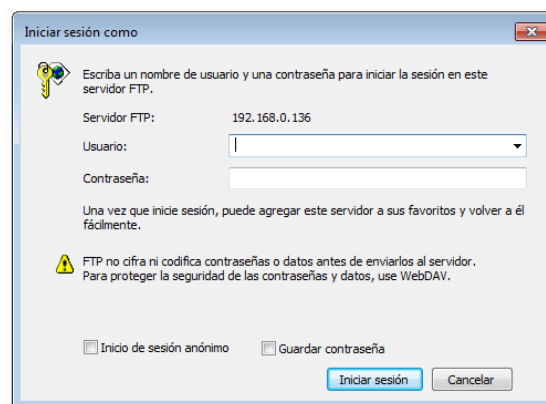 Iniciar sesión como
Escriba un nombre de usuario y una contraseña para iniciar la sesión en este
servidor FTP.
Servidor FTP: 192.168.0.136
Usuario:
Contraseña:
Una vez que inicie sesión, puede agregar este servidor a sus favoritos y volver a él
fácilmente.
FTP no cifra ni codifica contraseñas o datos antes de enviarlos al servidor.
Para proteger la seguridad de las contraseñas y datos, use WebDAV.
Inicio de sesión anónimo Guardar contraseña
Iniciar sesión Cancelar